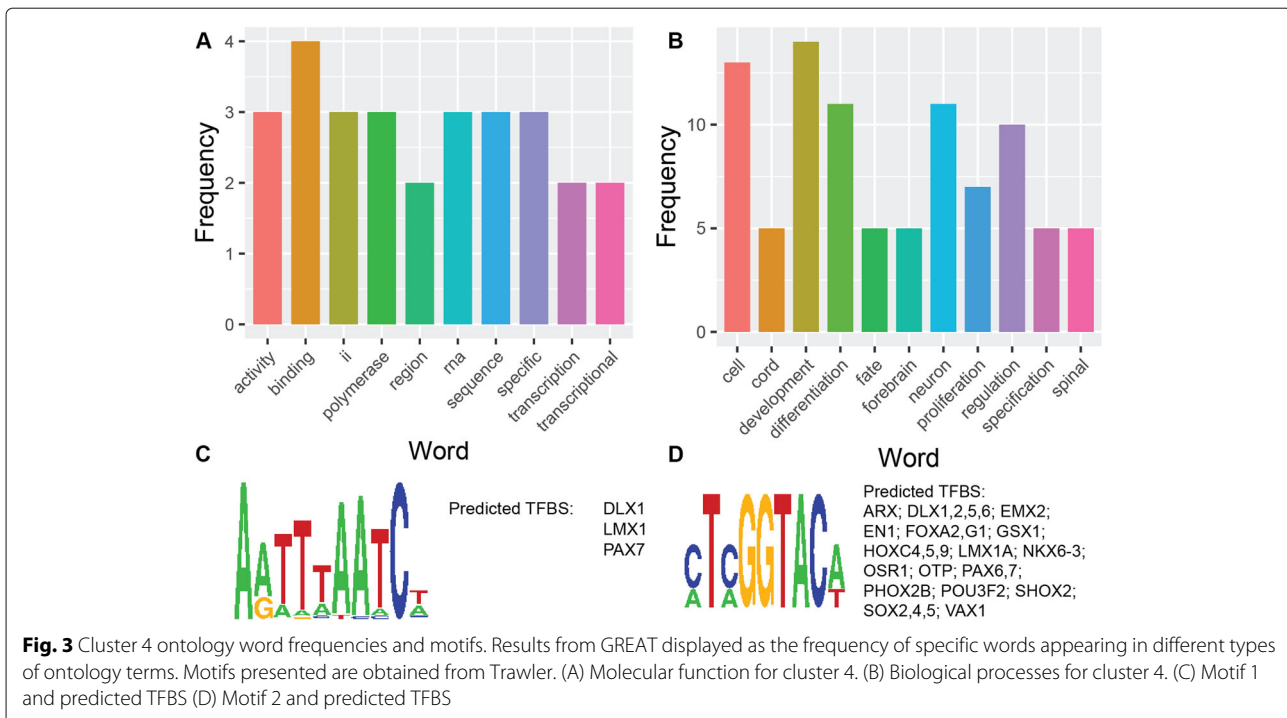 A
4
3
2
1
0
Frequency
activity
binding
ii
polymerase
region
rna
sequence
specific
transcription
transcriptional
Word
B
10
5
0
Frequency
cell
cord
development
differentiation
fate
forebrain
neuron
proliferation
regulation
specification
spinal
Word
C
Predicted TFBS: DLX1
LMX1
PAX7
D
Predicted TFBS:
ARX; DLX1,2,5,6; EMX2;
EN1; FOXA2,G1; GSX1;
HOXC4,5,9; LMX1A; NKX6-3;
OSR1; OTP; PAX6,7;
PHOX2B; POU3F2; SHOX2;
SOX2,4,5; VAX1
Fig. 3 Cluster 4 ontology word frequencies and motifs. Results from GREAT displayed as the frequency of specific words appearing in different types
of ontology terms. Motifs presented are obtained from Trawler. (A) Molecular function for cluster 4. (B) Biological processes for cluster 4. (C) Motif 1
and predicted TFBS (D) Motif 2 and predicted TFBS